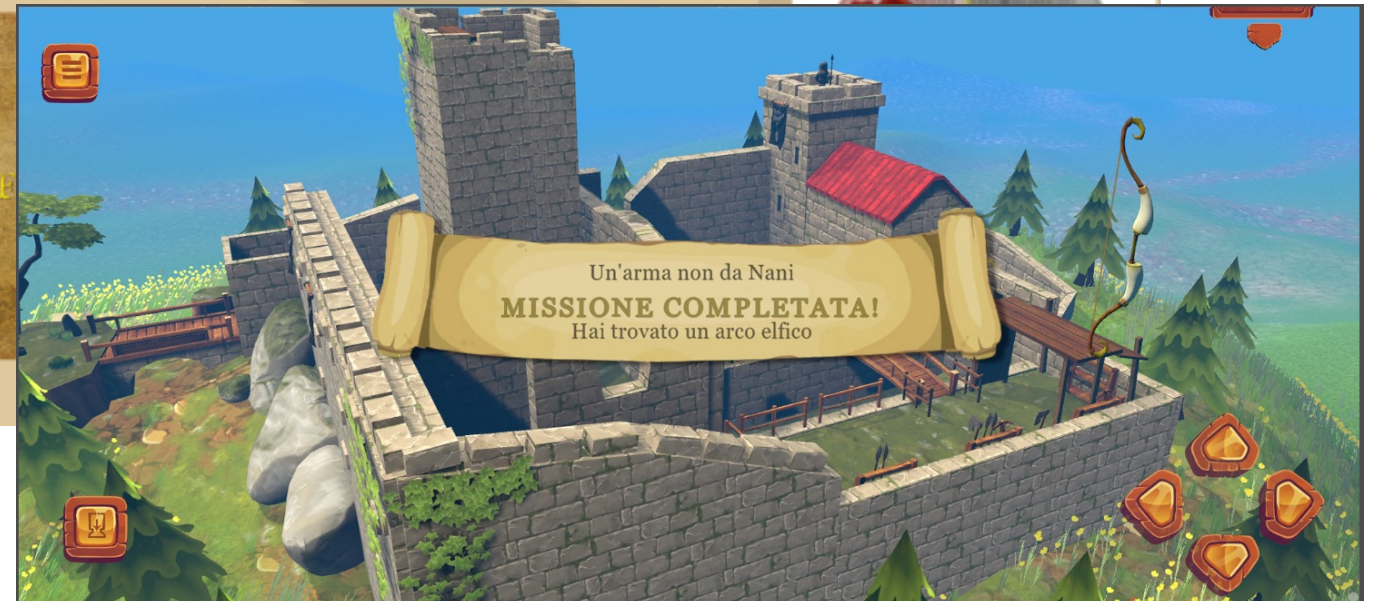 Un'arma non da Nani
MISSIONE COMPLETATA!
Hai trovato un arco elfico